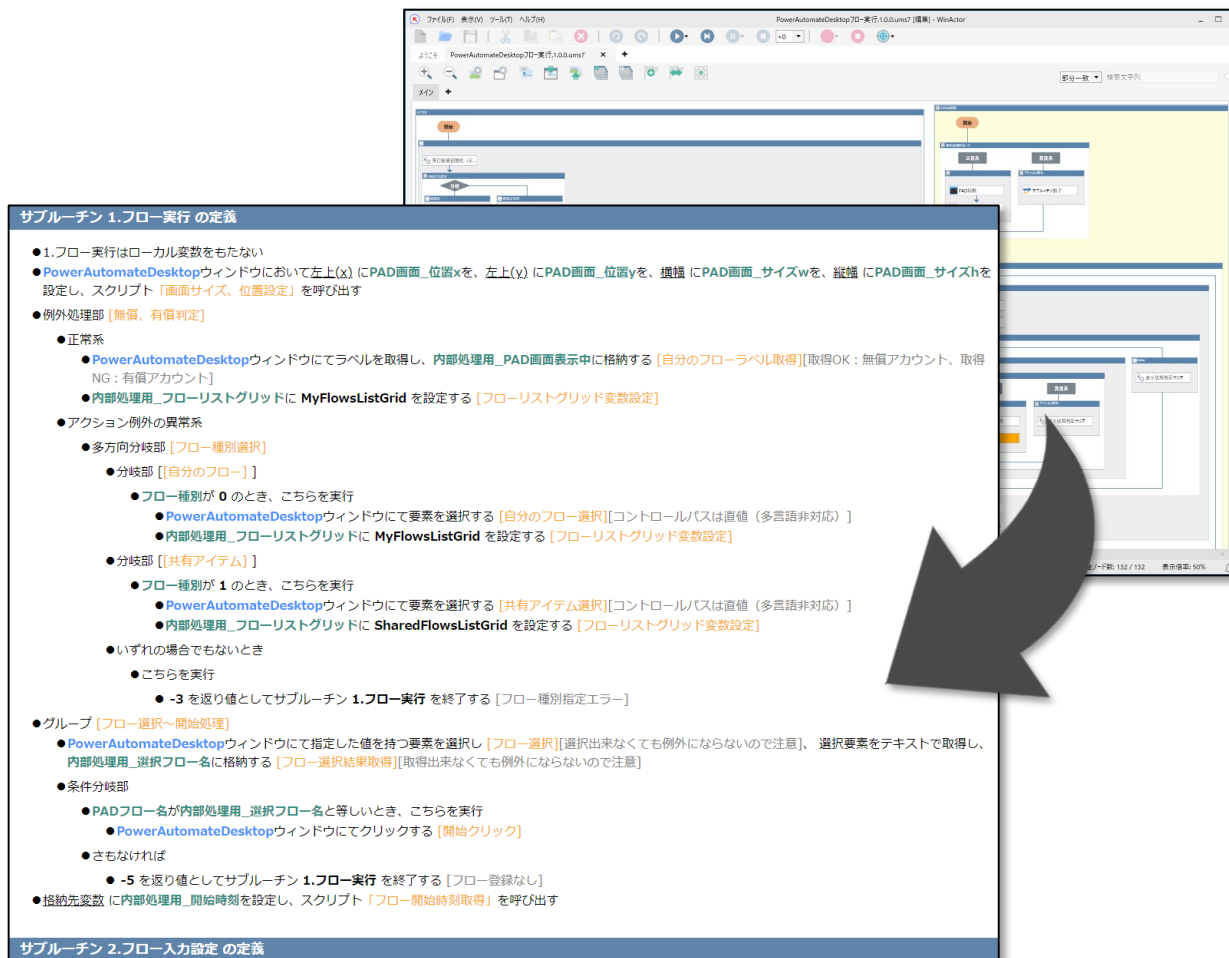 ファイル(F) 表示(V) ツール(T) ヘルプ(H)
PowerAutomateDesktopフロー実行.1.0.0.ums7 [編集] - WinActor
ようこそ PowerAutomateDesktopフロー実行.1.0.0.ums7 × +
部分一致 検索文字列
メイン +
開始
開始
分岐
正常系 異常系
サブルーチン終了
異常系
表示状態判定クリア
ノード数: 132 / 132 表示倍率: 50%
サブルーチン 1.フロー実行 の定義
●1.フロー実行はローカル変数をもたない
●PowerAutomateDesktopウィンドウにおいて左上(x) にPAD画面_位置xを、左上(y) にPAD画面_位置yを、横幅 にPAD画面_サイズwを、縦幅 にPAD画面_サイズhを
設定し、スクリプト「画面サイズ、位置設定」を呼び出す
●例外処理部 [無償、有償判定]
●正常系
●PowerAutomateDesktopウィンドウにてラベルを取得し、内部処理用_PAD画面表示中に格納する [自分のフローラベル取得][取得OK：無償アカウント、取得
NG：有償アカウント]
●内部処理用_フローリストグリッドに MyFlowsListGrid を設定する [フローリストグリッド変数設定]
●アクション例外の異常系
●多方向分岐部 [フロー種別選択]
●分岐部 [[自分のフロー] ]
●フロー種別が 0 のとき、こちらを実行
●PowerAutomateDesktopウィンドウにて要素を選択する [自分のフロー選択][コントロールパスは直値（多言語非対応）]
●内部処理用_フローリストグリッドに MyFlowsListGrid を設定する [フローリストグリッド変数設定]
●分岐部 [[共有アイテム] ]
●フロー種別が 1 のとき、こちらを実行
●PowerAutomateDesktopウィンドウにて要素を選択する [共有アイテム選択][コントロールパスは直値（多言語非対応）]
●内部処理用_フローリストグリッドに SharedFlowsListGrid を設定する [フローリストグリッド変数設定]
●いずれの場合でもないとき
●こちらを実行
● -3 を返り値としてサブルーチン 1.フロー実行 を終了する [フロー種別指定エラー]
●グループ [フロー選択～開始処理]
●PowerAutomateDesktopウィンドウにて指定した値を持つ要素を選択し [フロー選択][選択出来なくても例外にならないので注意]、 選択要素をテキストで取得し、
内部処理用_選択フロー名に格納する [フロー選択結果取得][取得出来なくても例外にならないので注意]
●条件分岐部
●PADフロー名が内部処理用_選択フロー名と等しいとき、こちらを実行
●PowerAutomateDesktopウィンドウにてクリックする [開始クリック]
●さもなければ
● -5 を返り値としてサブルーチン 1.フロー実行 を終了する [フロー登録なし]
●格納先変数 に内部処理用_開始時刻を設定し、スクリプト「フロー開始時刻取得」を呼び出す
サブルーチン 2.フロー入力設定 の定義